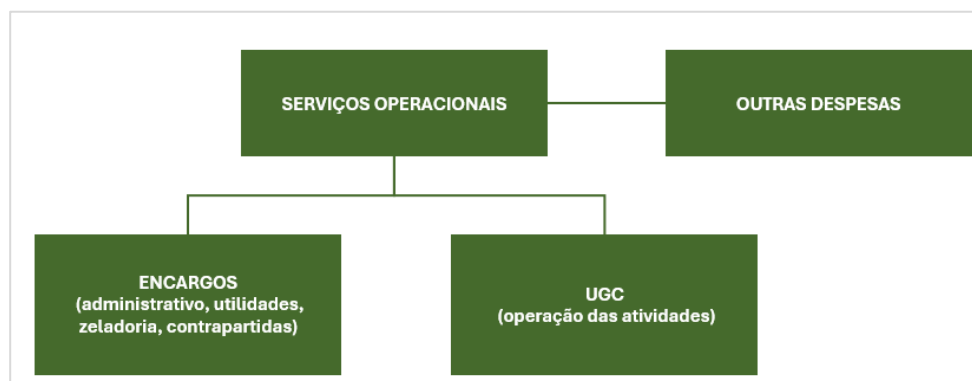 SERVIÇOS OPERACIONAIS
OUTRAS DESPESAS
ENCARGOS
(administrativo, utilidades,
zeladoria, contrapartidas)
UGC
(operação das atividades)